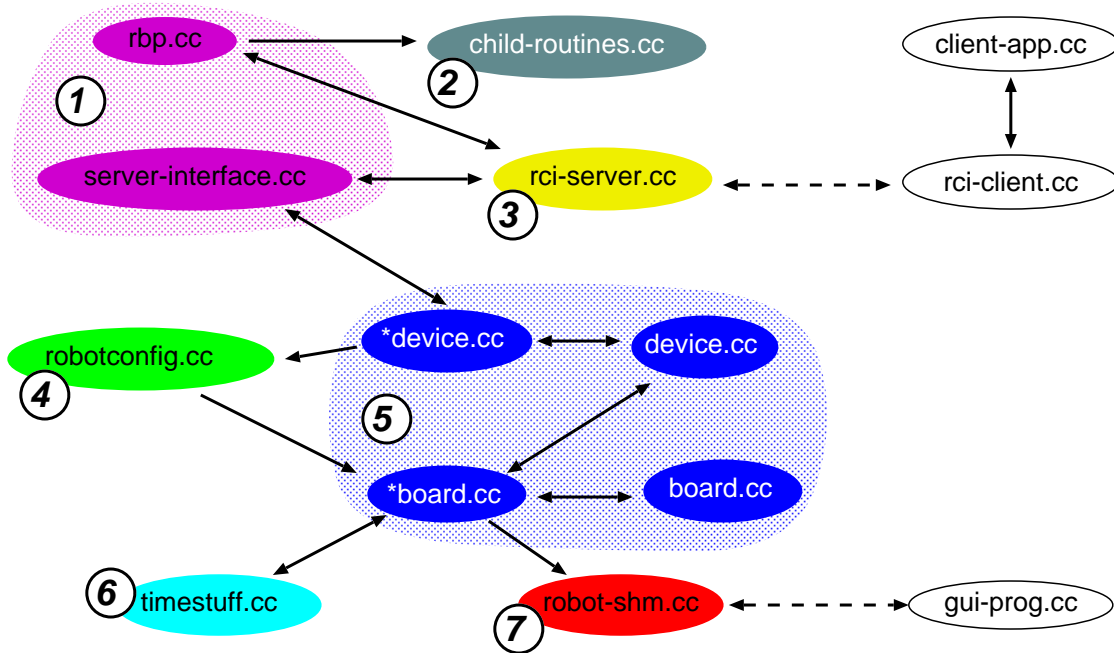 rbp.cc
child-routines.cc
client-app.cc
1
2
server-interface.cc
rci-server.cc
rci-client.cc
3
*device.cc
device.cc
robotconfig.cc
4
5
*board.cc
board.cc
6
timestuff.cc
robot-shm.cc
gui-prog.cc
7